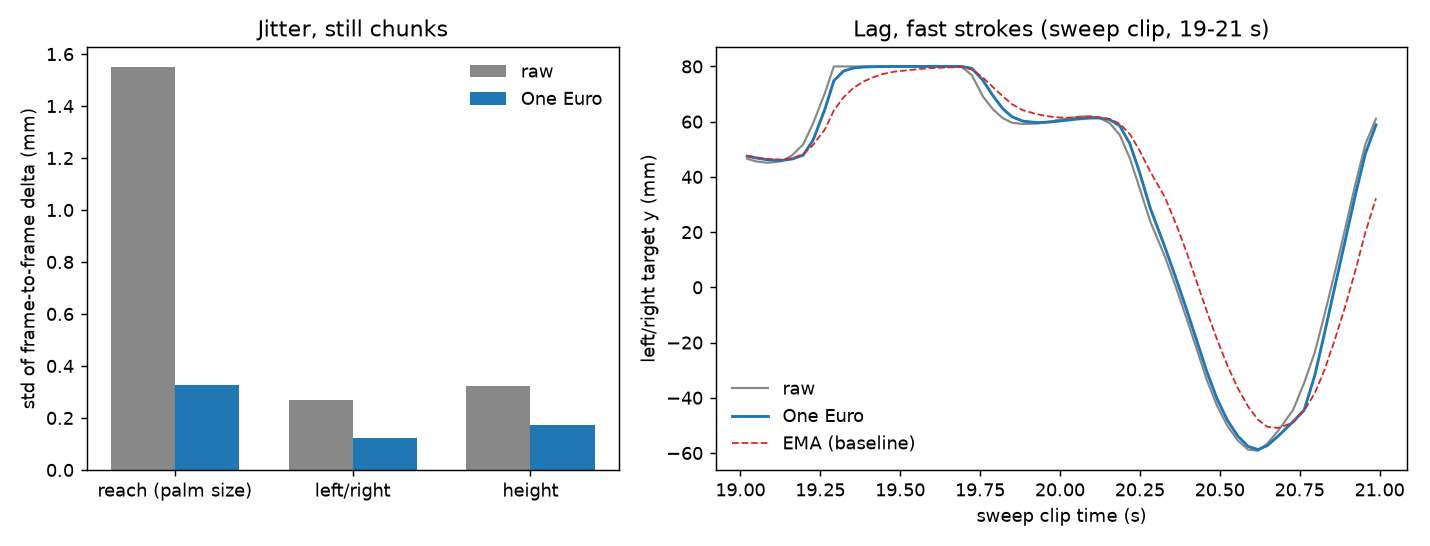 Jitter, still chunks
std of frame-to-frame delta (mm)
1.6
1.4
1.2
1.0
0.8
0.6
0.4
0.2
0.0
raw
One Euro
reach (palm size)
left/right
height
Lag, fast strokes (sweep clip, 19-21 s)
left/right target y (mm)
80
60
40
20
0
−20
−40
−60
raw
One Euro
EMA (baseline)
19.00
19.25
19.50
19.75
20.00
20.25
20.50
20.75
21.00
sweep clip time (s)